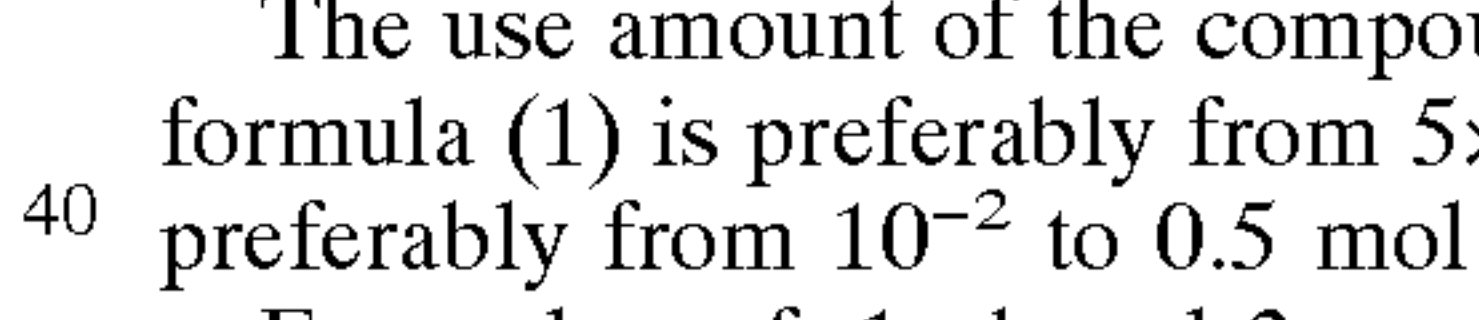 The use amount of the
formula (1) is preferably from 5
40 preferably from 10⁻² to 0.5 mol